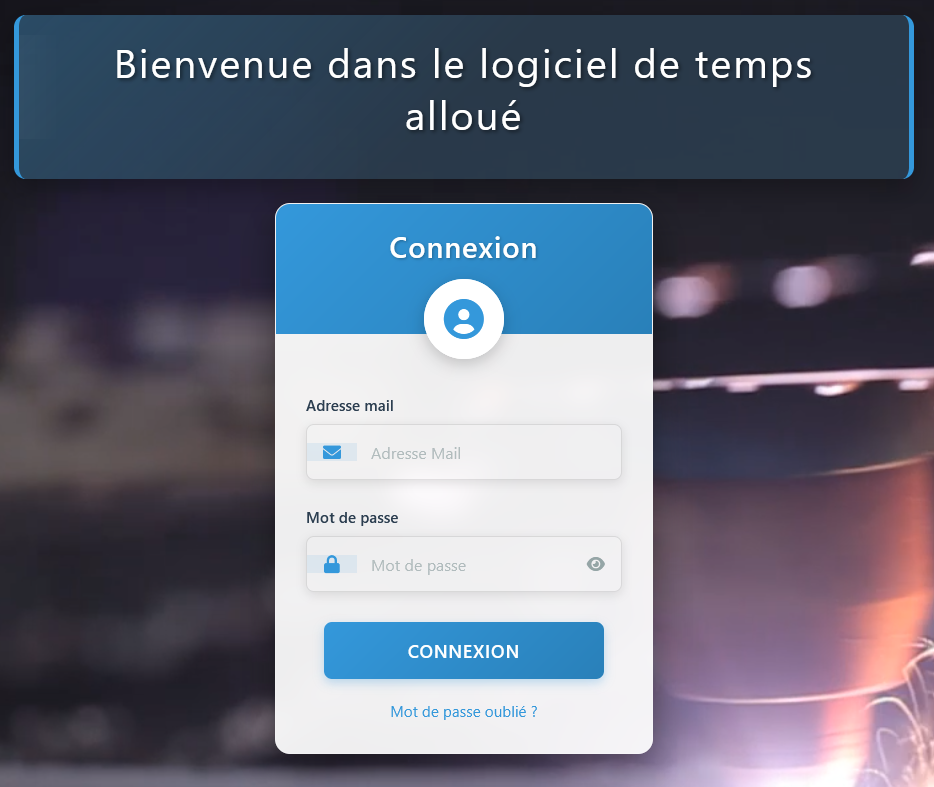 Bienvenue dans le logiciel de temps
alloué
Connexion
Adresse mail
Adresse Mail
Mot de passe
Mot de passe
CONNEXION
Mot de passe oublié ?